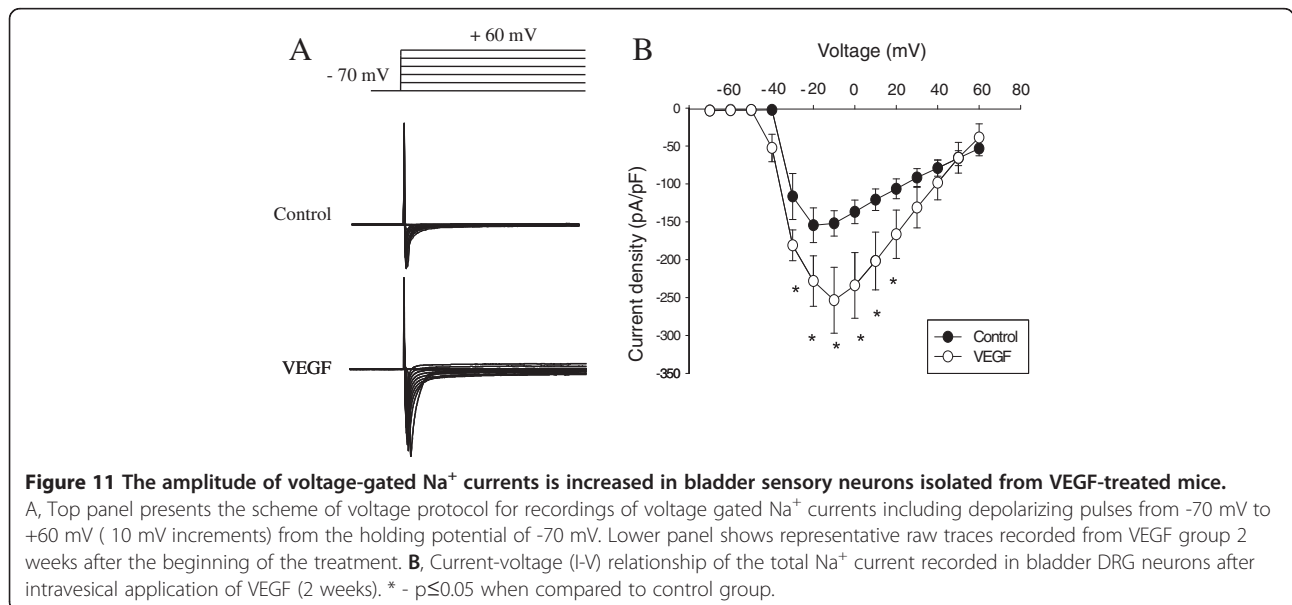 A
+ 60 mV
- 70 mV
Control
VEGF
B
Voltage (mV)
-60 -40 -20 0 20 40 60 80
0
-50
-100
-150
-200
-250
-300
-350
Current density (pA/pF)
* * * * * *
Control
VEGF
Figure 11 The amplitude of voltage-gated Na⁺ currents is increased in bladder sensory neurons isolated from VEGF-treated mice.
A, Top panel presents the scheme of voltage protocol for recordings of voltage gated Na⁺ currents including depolarizing pulses from -70 mV to
+60 mV ( 10 mV increments) from the holding potential of -70 mV. Lower panel shows representative raw traces recorded from VEGF group 2
weeks after the beginning of the treatment. B, Current-voltage (I-V) relationship of the total Na⁺ current recorded in bladder DRG neurons after
intravesical application of VEGF (2 weeks). * - p≤0.05 when compared to control group.